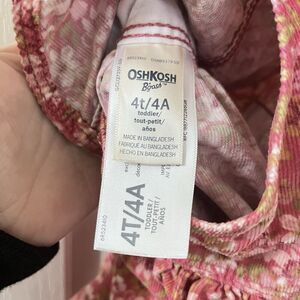 OSHKOSH
B'gosh
4t/4A
toddler/
tout-petit/
años
MADE IN BANGLADESH
FABRIQUÉ AU BANGLADESH
HECHO EN BANGLADESH
4T/4A
TODDLER/
TOUT-PETIT/
AÑOS